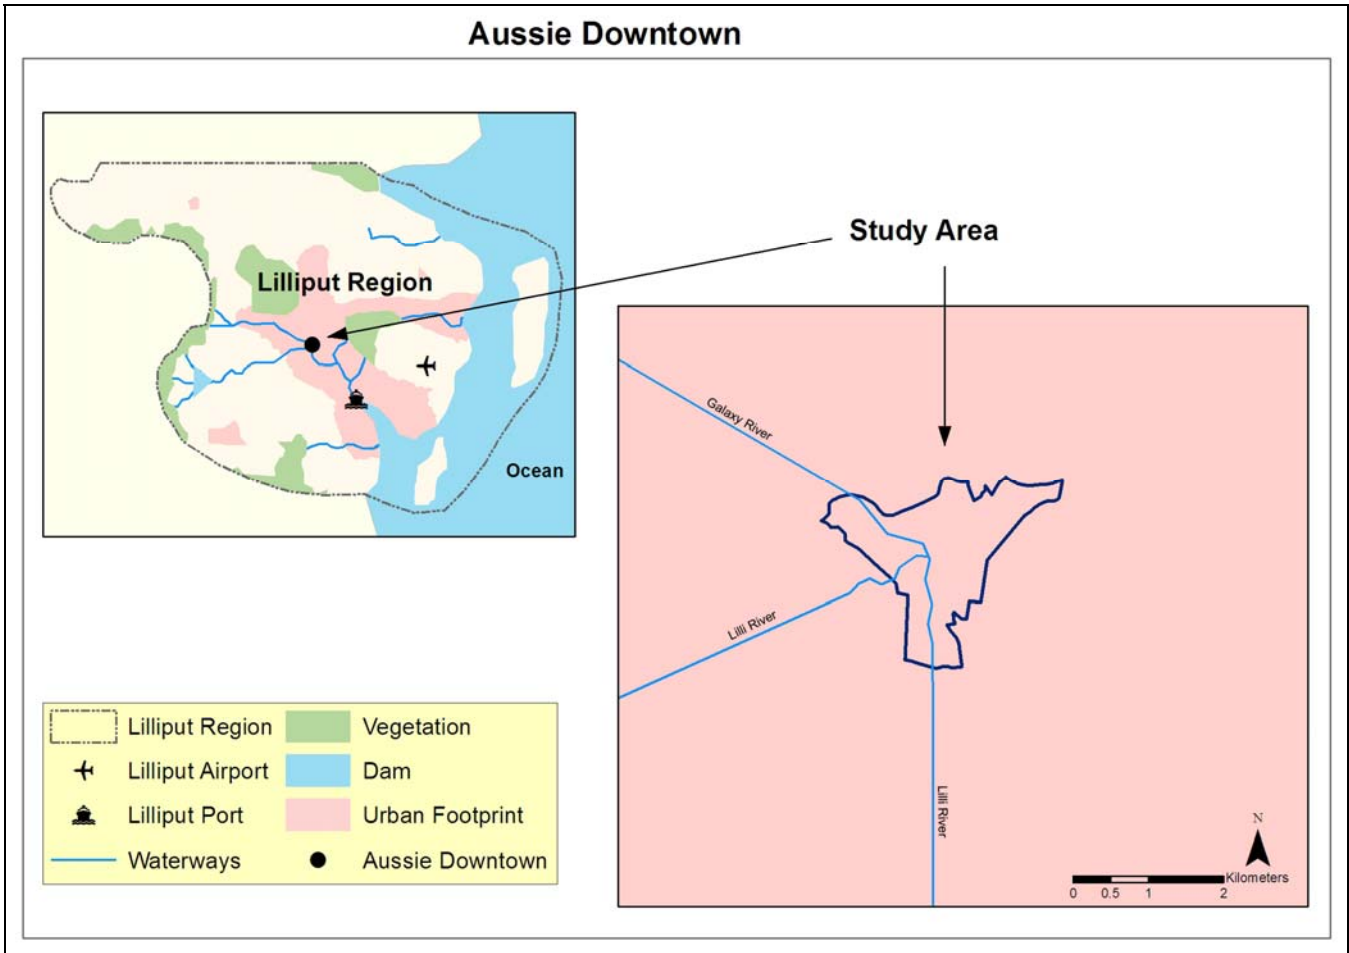 Aussie Downtown
Lilliput Region
Ocean
Study Area
Galaxy River
Lilli River
Lilli River
N
Kilometers
0 0.5 1 2
Lilliput Region
Vegetation
Lilliput Airport
Dam
Lilliput Port
Urban Footprint
Waterways
Aussie Downtown